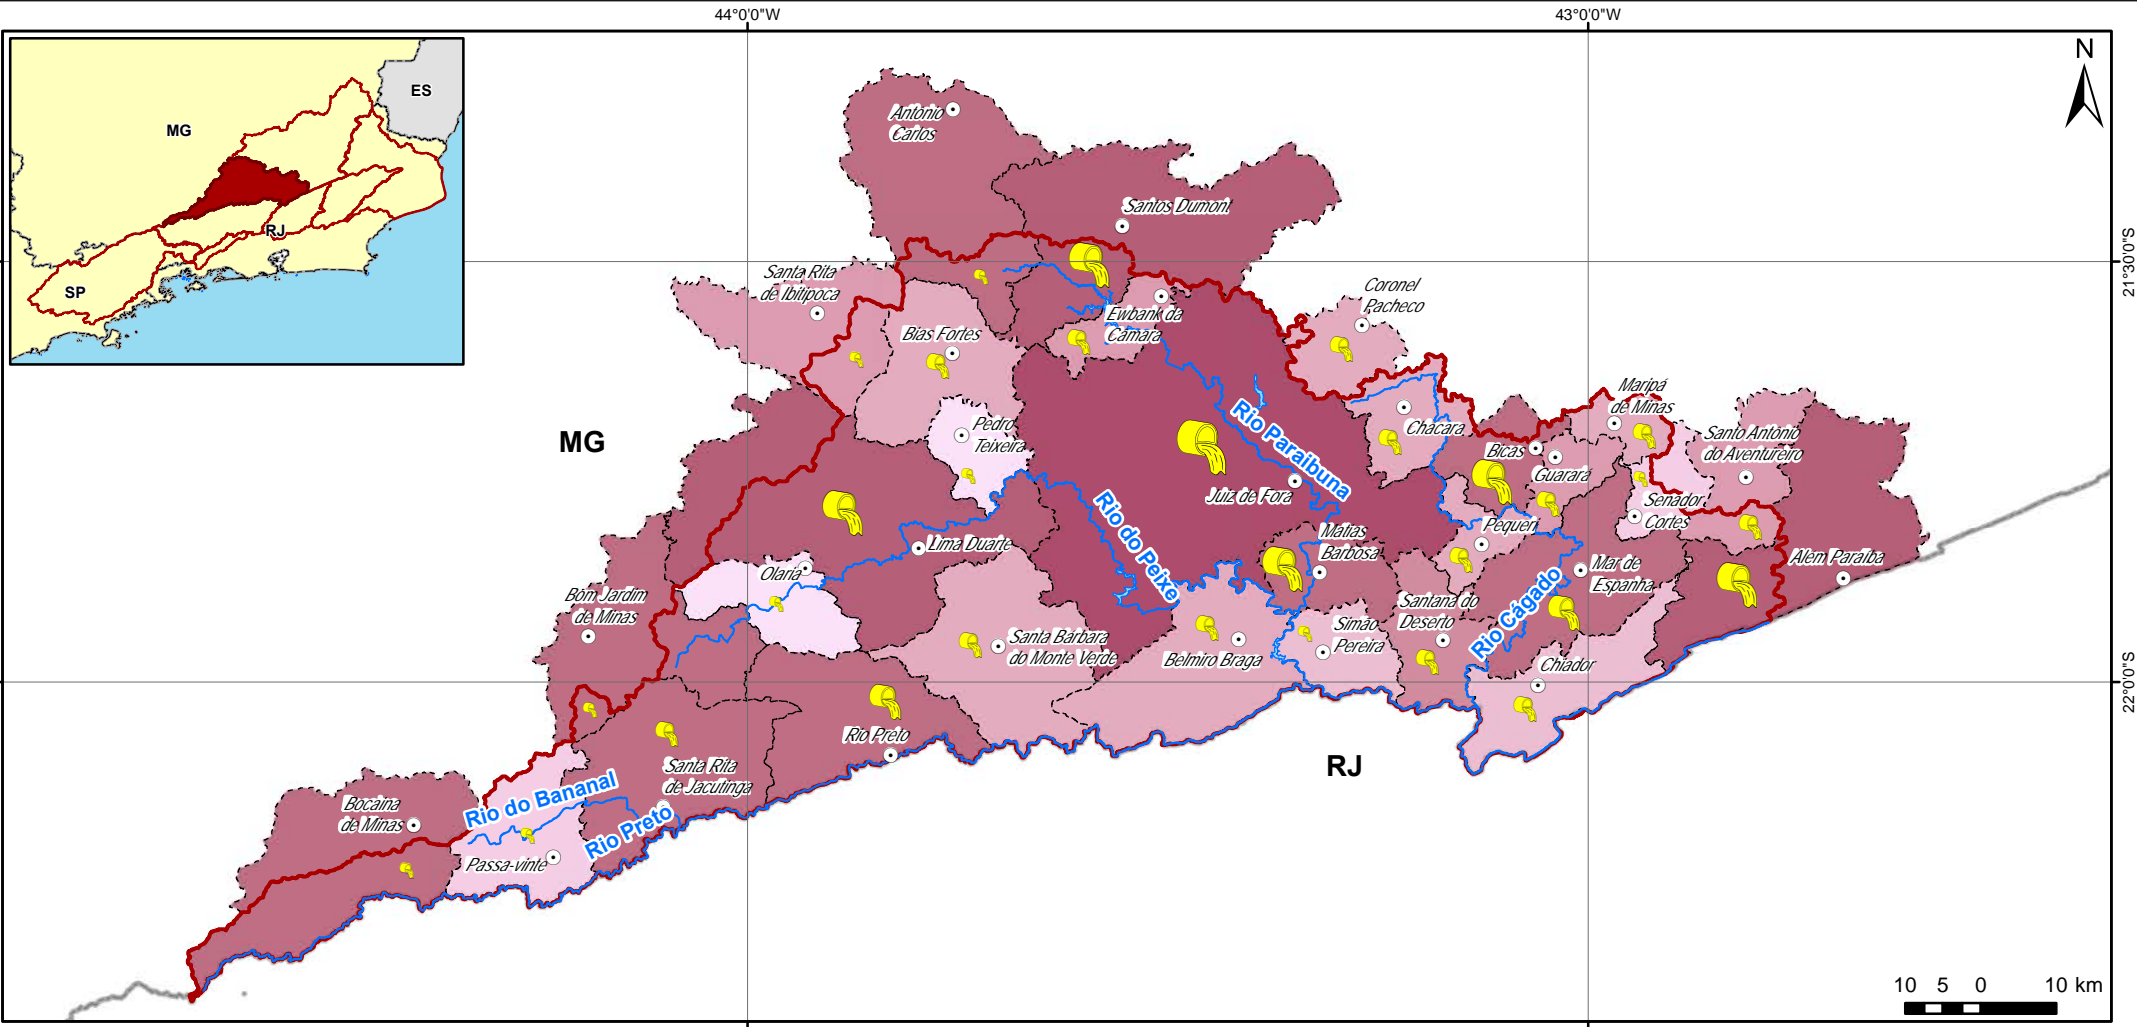 44°0'0"W
43°0'0"W
N
ES
MG
RJ
SP
21°30'0"S
22°0'0"S
Antônio
Carlos
Santos Dumont
Santa Rita
de Ibitipoca
Coronel
Pacheco
Ewbank da
Câmara
Bias Fortes
Maripá
de Minas
Pedro
Teixeira
Chácara
Santo Antônio
do Aventureiro
MG
Rio Paraibuna
Bicas
Guarará
Juiz de Fora
Senador
Cortes
Rio do Peixe
Pequeri
Matias
Barbosa
Lima Duarte
Além Paraíba
Olaria
Mar de
Espanha
Bom Jardim
de Minas
Santana do
Deserto
Rio Cágado
Simão
Pereira
Santa Bárbara
do Monte Verde
Belmiro Braga
Chiador
Rio Preto
RJ
Santa Rita
de Jacutinga
Rio do Bananal
Bocaina
de Minas
Rio Preto
Passa-vinte
10 5 0 10 km